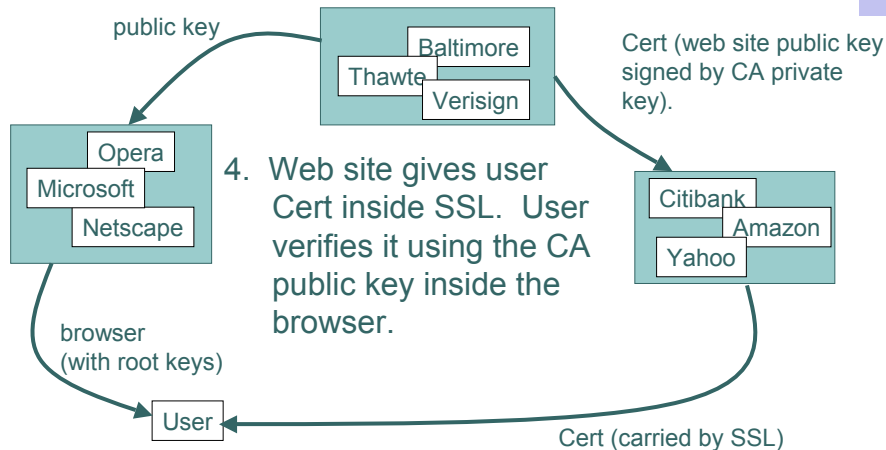 public key
Baltimore
Thawte
Verisign
Cert (web site public key
signed by CA private
key).
Opera
Microsoft
Netscape
4. Web site gives user
Cert inside SSL. User
verifies it using the CA
public key inside the
browser.
Citibank
Amazon
Yahoo
browser
(with root keys)
User
Cert (carried by SSL)